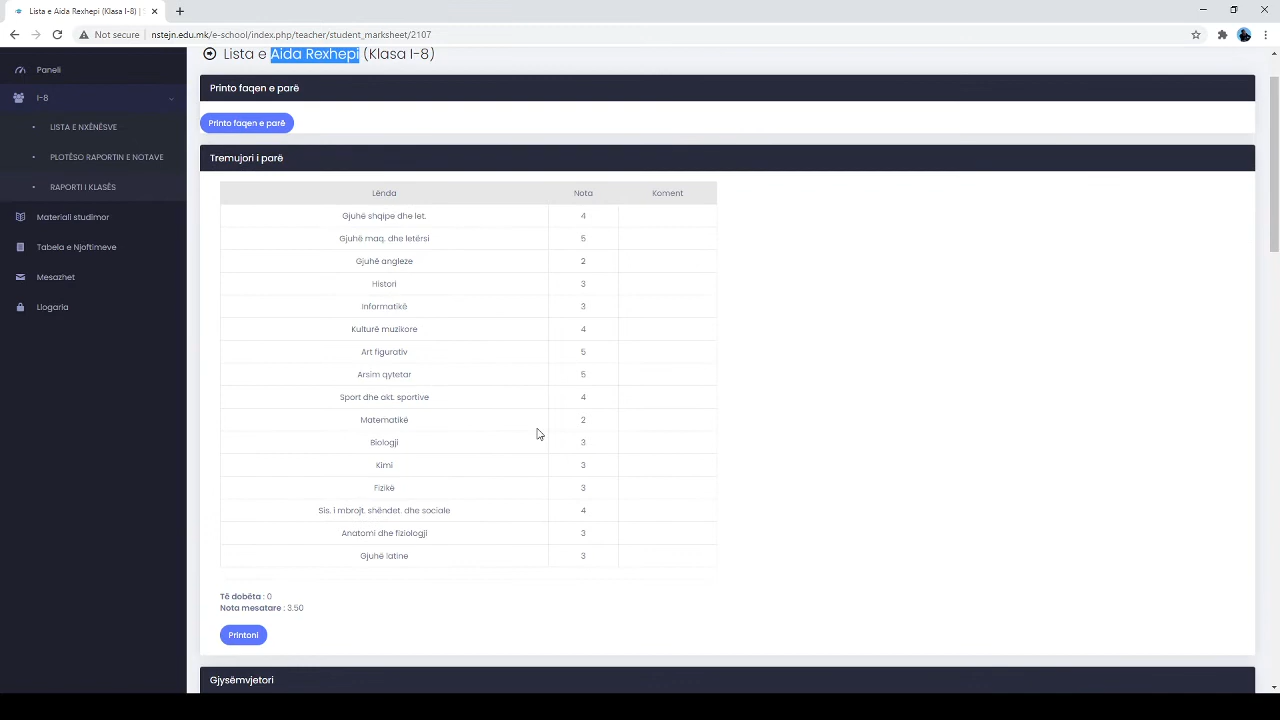 Lista e Aida Rexhepi (Klasa I-8) | S
Not secure | nstejn.edu.mk/e-school/index.php/teacher/student_marksheet/2107
Lista e Aida Rexhepi (Klasa I-8)
Paneli
I-8
LISTA E NXËNËSVE
PLOTËSO RAPORTIN E NOTAVE
RAPORTI I KLASËS
Materiali studimor
Tabela e Njoftimeve
Mesazhet
Llogaria
Printo faqen e parë
Printo faqen e parë
Tremujori i parë
Lënda Nota Koment
Gjuhë shqipe dhe let. 4
Gjuhë maq. dhe letërsi 5
Gjuhë angleze 2
Histori 3
Informatikë 3
Kulturë muzikore 4
Art figurativ 5
Arsim qytetar 5
Sport dhe akt. sportive 4
Matematikë 2
Biologji 3
Kimi 3
Fizikë 3
Sis. i mbrojt. shëndet. dhe sociale 4
Anatomi dhe fiziologji 3
Gjuhë latine 3
Të dobëta : 0
Nota mesatare : 3.50
Printoni
Gjysëmvjetori